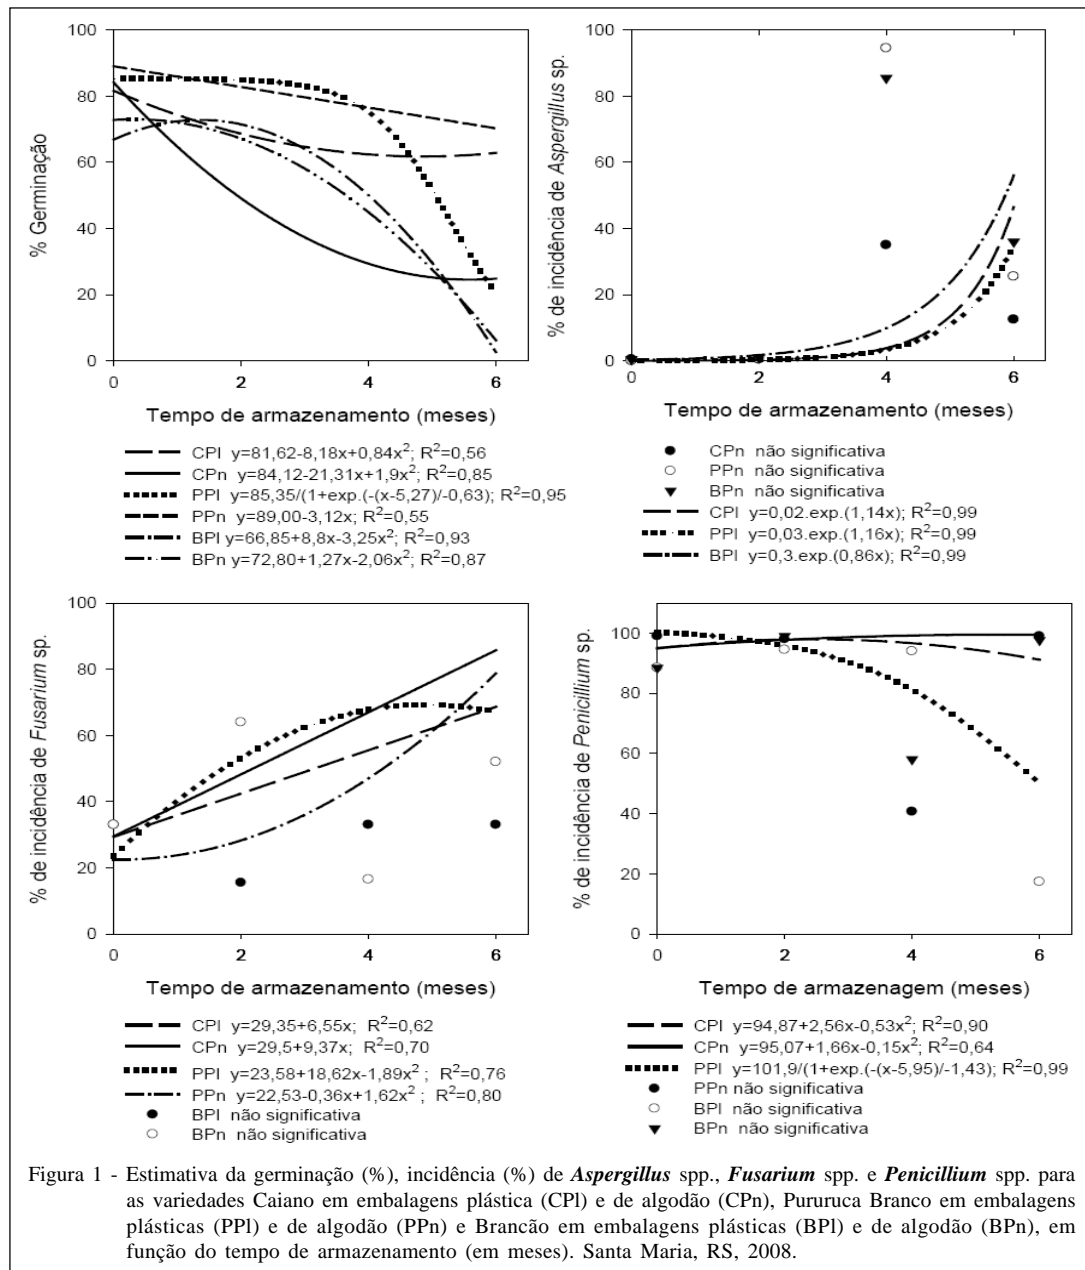 100
80
60
40
20
0
% Germinação
0 2 4 6
Tempo de armazenamento (meses)
CPl y=81,62-8,18x+0,84x²; R²=0,56
CPn y=84,12-21,31x+1,9x²; R²=0,85
PPl y=85,35/(1+exp.(-(x-5,27)/-0,63); R²=0,95
PPn y=89,00-3,12x; R²=0,55
BPl y=66,85+8,8x-3,25x²; R²=0,93
BPn y=72,80+1,27x-2,06x²; R²=0,87
100
80
60
40
20
0
% de incidência de Aspergillus sp.
0 2 4 6
Tempo de armazenamento (meses)
CPn não significativa
PPn não significativa
BPn não significativa
CPl y=0,02.exp.(1,14x); R²=0,99
PPl y=0,03.exp.(1,16x); R²=0,99
BPl y=0,3.exp.(0,86x); R²=0,99
100
80
60
40
20
0
% de incidência de Fusarium sp.
0 2 4 6
Tempo de armazenamento (meses)
CPl y=29,35+6,55x; R²=0,62
CPn y=29,5+9,37x; R²=0,70
PPl y=23,58+18,62x-1,89x² ; R²=0,76
PPn y=22,53-0,36x+1,62x² ; R²=0,80
BPl não significativa
BPn não significativa
100
80
60
40
20
0
% de incidência de Penicillium sp.
0 2 4 6
Tempo de armazenagem (meses)
CPl y=94,87+2,56x-0,53x²; R²=0,90
CPn y=95,07+1,66x-0,15x²; R²=0,64
PPl y=101,9/(1+exp.(-(x-5,95)/-1,43); R²=0,99
PPn não significativa
BPl não significativa
BPn não significativa
Figura 1 - Estimativa da germinação (%), incidência (%) de Aspergillus spp., Fusarium spp. e Penicillium spp. para
as variedades Caiano em embalagens plástica (CPl) e de algodão (CPn), Pururuca Branco em embalagens
plásticas (PPl) e de algodão (PPn) e Brancão em embalagens plásticas (BPl) e de algodão (BPn), em
função do tempo de armazenamento (em meses). Santa Maria, RS, 2008.